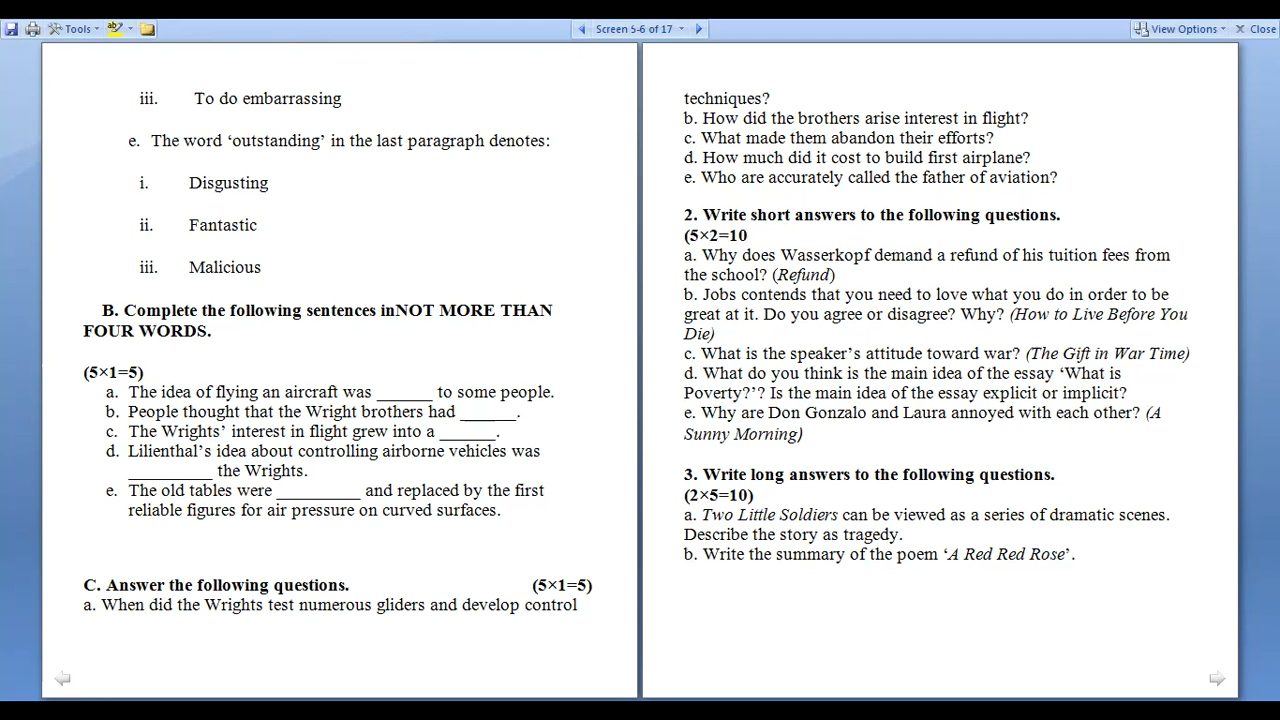 Tools
Screen 5-6 of 17
View Options
Close
iii. To do embarrassing
e. The word ‘outstanding’ in the last paragraph denotes:
i. Disgusting
ii. Fantastic
iii. Malicious
B. Complete the following sentences inNOT MORE THAN
FOUR WORDS.
(5×1=5)
a. The idea of flying an aircraft was ______ to some people.
b. People thought that the Wright brothers had ______.
c. The Wrights’ interest in flight grew into a ______.
d. Lilienthal’s idea about controlling airborne vehicles was
_________ the Wrights.
e. The old tables were _________ and replaced by the first
reliable figures for air pressure on curved surfaces.
C. Answer the following questions. (5×1=5)
a. When did the Wrights test numerous gliders and develop control
techniques?
b. How did the brothers arise interest in flight?
c. What made them abandon their efforts?
d. How much did it cost to build first airplane?
e. Who are accurately called the father of aviation?
2. Write short answers to the following questions.
(5×2=10
a. Why does Wasserkopf demand a refund of his tuition fees from
the school? (Refund)
b. Jobs contends that you need to love what you do in order to be
great at it. Do you agree or disagree? Why? (How to Live Before You
Die)
c. What is the speaker’s attitude toward war? (The Gift in War Time)
d. What do you think is the main idea of the essay ‘What is
Poverty?’? Is the main idea of the essay explicit or implicit?
e. Why are Don Gonzalo and Laura annoyed with each other? (A
Sunny Morning)
3. Write long answers to the following questions.
(2×5=10)
a. Two Little Soldiers can be viewed as a series of dramatic scenes.
Describe the story as tragedy.
b. Write the summary of the poem ‘A Red Red Rose’.